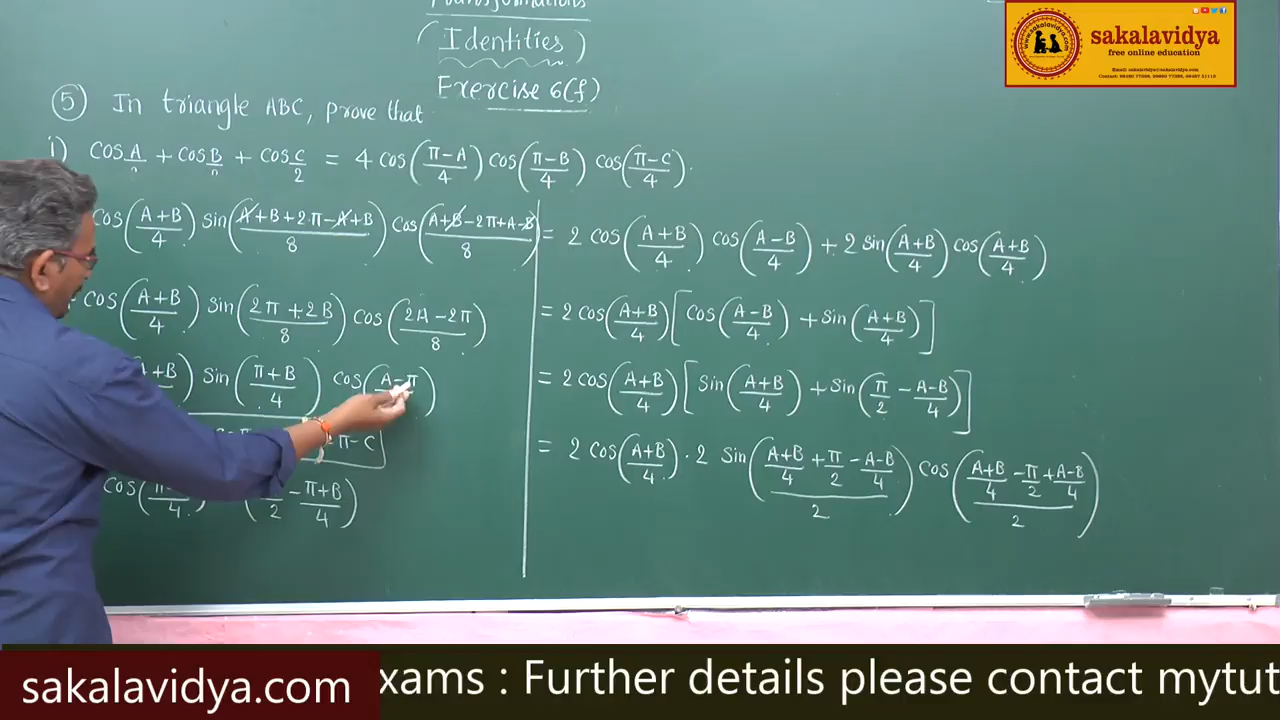 (Identities)
Exercise 6(f)
5) In triangle ABC, prove that
i) Cos A/2 + Cos B/2 + Cos C/2 = 4 Cos((π-A)/4) Cos((π-B)/4) Cos((π-C)/4).
Cos((A+B)/4) Sin((A+B+2π-A+B)/8) Cos((A+B-2π+A-B)/8)
Cos((A+B)/4) Sin((2π+2B)/8) Cos((2A-2π)/8)
A+B) Sin((π+B)/4) Cos(A-π)
π-C]
Cos( /4) ( /2 - (π+B)/4)
= 2 Cos((A+B)/4) Cos((A-B)/4) + 2 Sin((A+B)/4) Cos((A+B)/4)
= 2 Cos((A+B)/4) [Cos((A-B)/4) + Sin((A+B)/4)]
= 2 Cos((A+B)/4) [Sin((A+B)/4) + Sin(π/2 - (A-B)/4)]
= 2 Cos((A+B)/4) · 2 Sin(((A+B)/4 + π/2 - (A-B)/4)/2) Cos(((A+B)/4 - π/2 + (A-B)/4)/2)
www.sakalavidya.com
sakalavidya
free online education
sakalavidya.com
xams : Further details please contact mytut